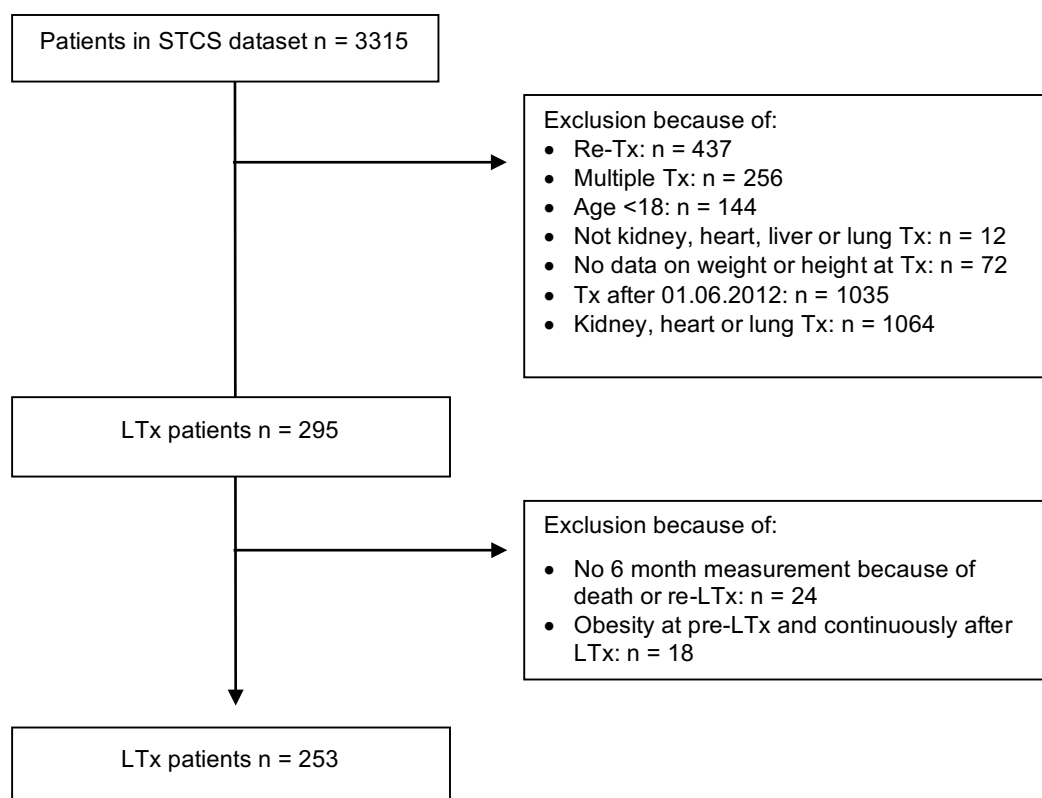 Patients in STCS dataset n = 3315
Exclusion because of:
• Re-Tx: n = 437
• Multiple Tx: n = 256
• Age <18: n = 144
• Not kidney, heart, liver or lung Tx: n = 12
• No data on weight or height at Tx: n = 72
• Tx after 01.06.2012: n = 1035
• Kidney, heart or lung Tx: n = 1064
LTx patients n = 295
Exclusion because of:
• No 6 month measurement because of
death or re-LTx: n = 24
• Obesity at pre-LTx and continuously after
LTx: n = 18
LTx patients n = 253